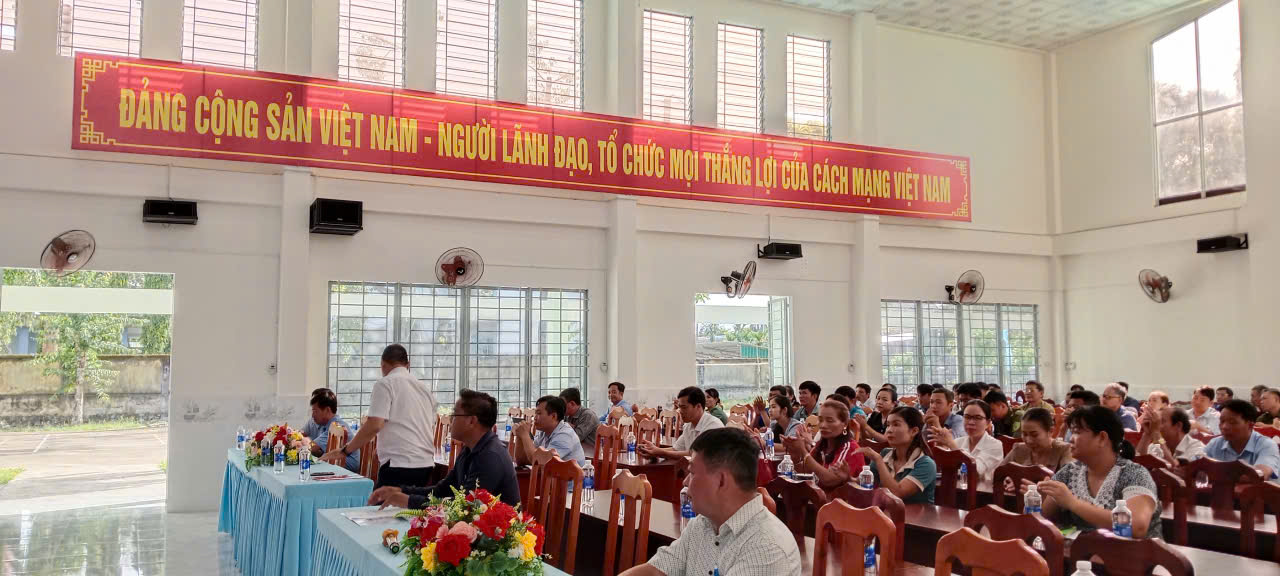 ĐẢNG CỘNG SẢN VIỆT NAM - NGƯỜI LÃNH ĐẠO, TỔ CHỨC MỌI THẮNG LỢI CỦA CÁCH MẠNG VIỆT NAM